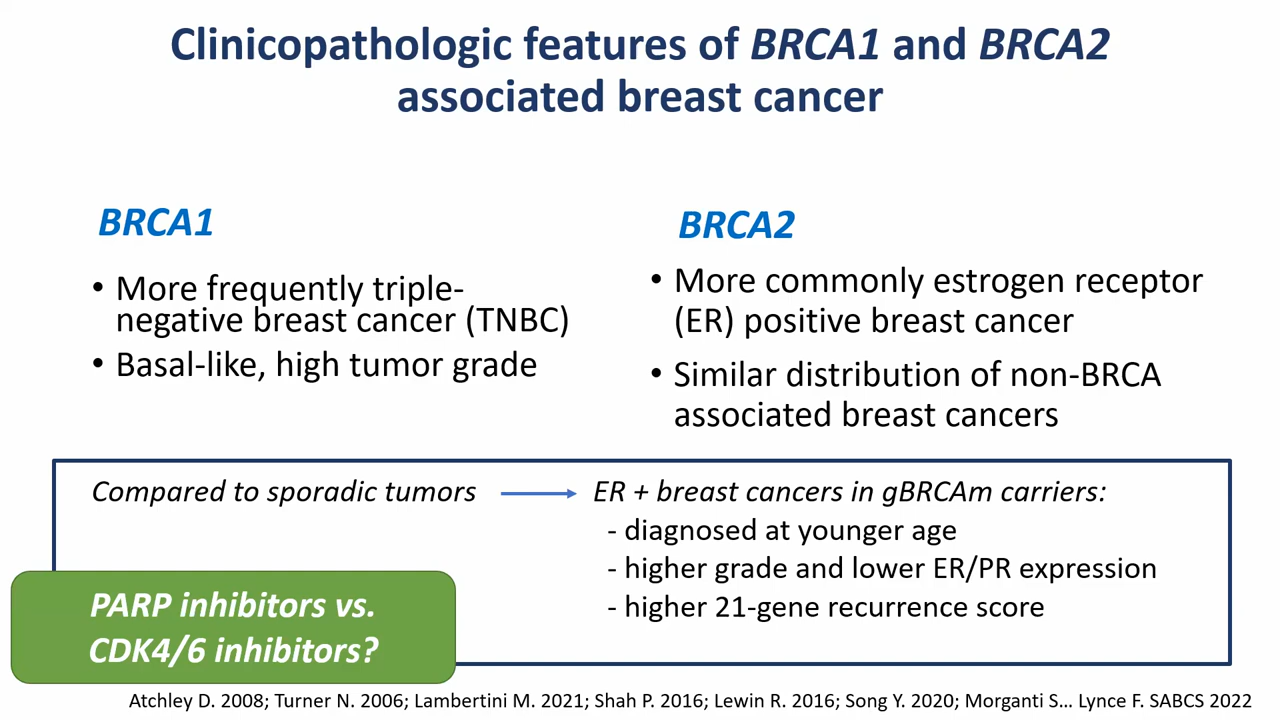 Clinicopathologic features of BRCA1 and BRCA2
associated breast cancer
BRCA1
• More frequently triple-
negative breast cancer (TNBC)
• Basal-like, high tumor grade
BRCA2
• More commonly estrogen receptor
(ER) positive breast cancer
• Similar distribution of non-BRCA
associated breast cancers
Compared to sporadic tumors
ER + breast cancers in gBRCAm carriers:
- diagnosed at younger age
- higher grade and lower ER/PR expression
- higher 21-gene recurrence score
PARP inhibitors vs.
CDK4/6 inhibitors?
Atchley D. 2008; Turner N. 2006; Lambertini M. 2021; Shah P. 2016; Lewin R. 2016; Song Y. 2020; Morganti S... Lynce F. SABCS 2022